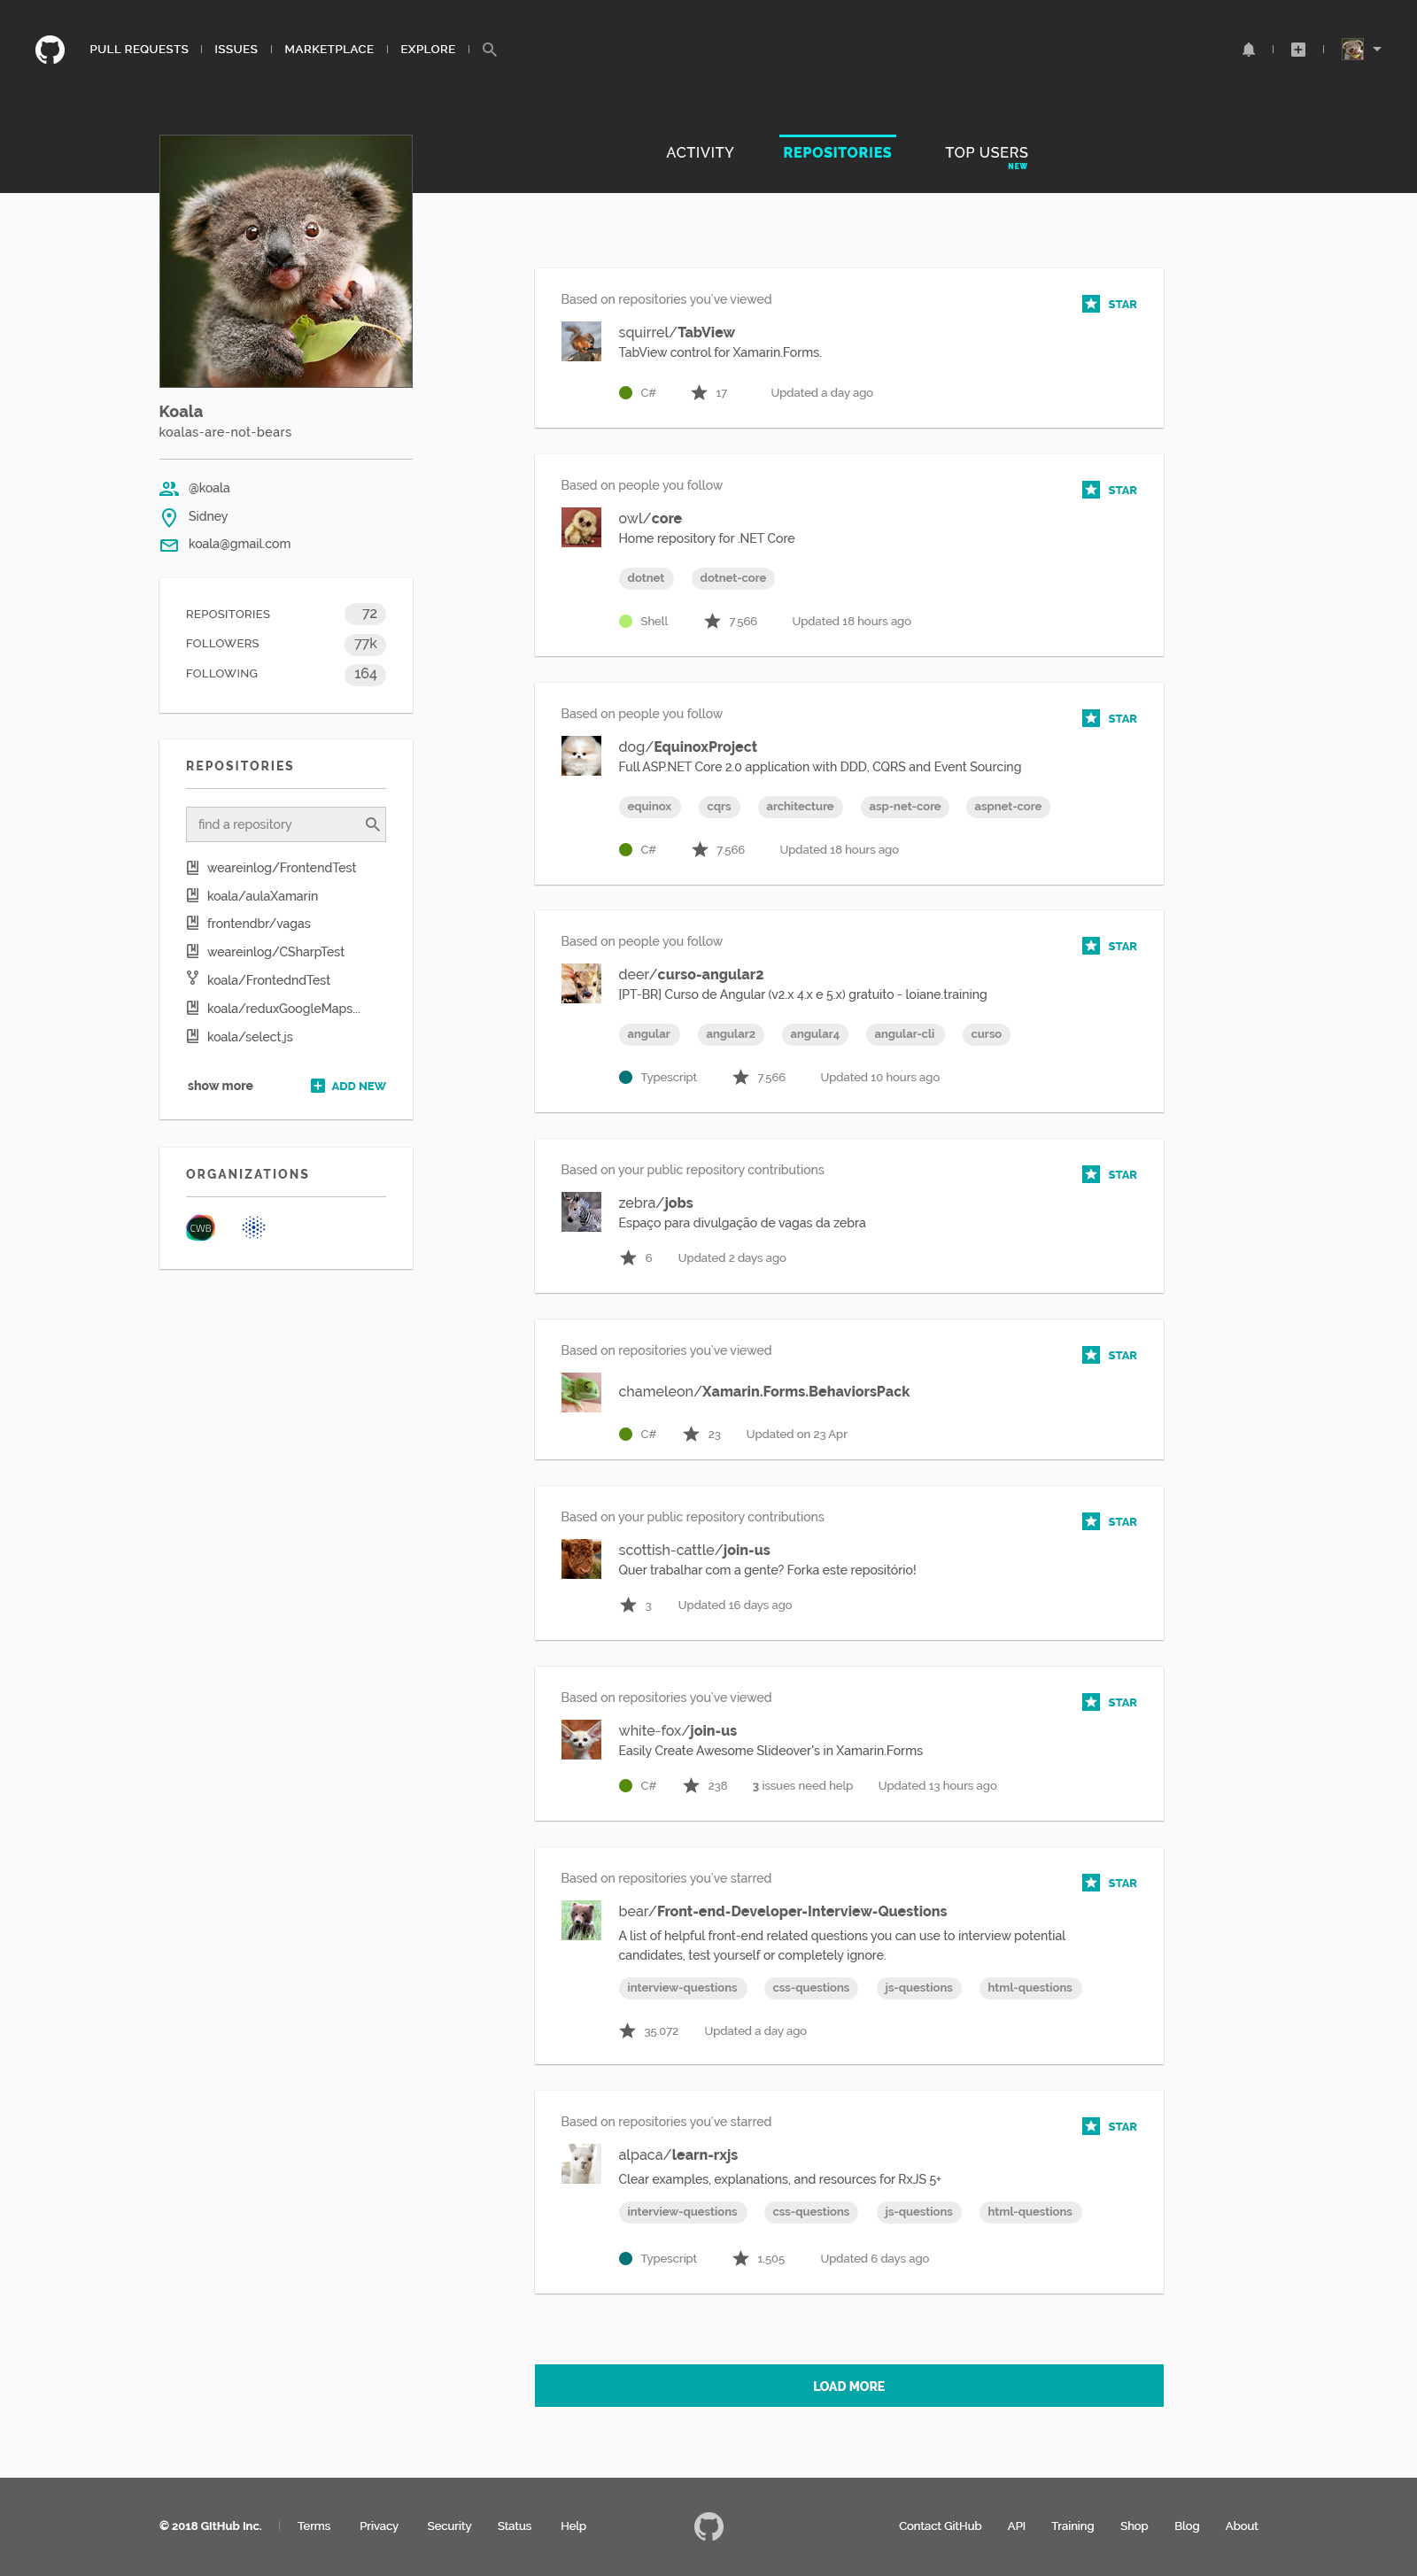 PULL REQUESTS
ISSUES
MARKETPLACE
EXPLORE
ACTIVITY
REPOSITORIES
TOP USERS
NEW
Koala
koalas-are-not-bears
@koala
Sidney
koala@gmail.com
REPOSITORIES 72
FOLLOWERS 77k
FOLLOWING 164
REPOSITORIES
find a repository
weareinlog/FrontendTest
koala/aulaXamarin
frontendbr/vagas
weareinlog/CSharpTest
koala/FrontedndTest
koala/reduxGoogleMaps...
koala/select.js
show more ADD NEW
ORGANIZATIONS
CWB
Based on repositories you've viewed STAR
squirrel/TabView
TabView control for Xamarin.Forms.
C# 17 Updated a day ago
Based on people you follow STAR
owl/core
Home repository for .NET Core
dotnet dotnet-core
Shell 7.566 Updated 18 hours ago
Based on people you follow STAR
dog/EquinoxProject
Full ASP.NET Core 2.0 application with DDD, CQRS and Event Sourcing
equinox cqrs architecture asp-net-core aspnet-core
C# 7.566 Updated 18 hours ago
Based on people you follow STAR
deer/curso-angular2
[PT-BR] Curso de Angular (v2.x 4.x e 5.x) gratuito - loiane.training
angular angular2 angular4 angular-cli curso
Typescript 7.566 Updated 10 hours ago
Based on your public repository contributions STAR
zebra/jobs
Espaço para divulgação de vagas da zebra
6 Updated 2 days ago
Based on repositories you've viewed STAR
chameleon/Xamarin.Forms.BehaviorsPack
C# 23 Updated on 23 Apr
Based on your public repository contributions STAR
scottish-cattle/join-us
Quer trabalhar com a gente? Forka este repositório!
3 Updated 16 days ago
Based on repositories you've viewed STAR
white-fox/join-us
Easily Create Awesome Slideover's in Xamarin.Forms
C# 238 3 issues need help Updated 13 hours ago
Based on repositories you've starred STAR
bear/Front-end-Developer-Interview-Questions
A list of helpful front-end related questions you can use to interview potential
candidates, test yourself or completely ignore.
interview-questions css-questions js-questions html-questions
35.072 Updated a day ago
Based on repositories you've starred STAR
alpaca/learn-rxjs
Clear examples, explanations, and resources for RxJS 5+
interview-questions css-questions js-questions html-questions
Typescript 1.505 Updated 6 days ago
LOAD MORE
© 2018 GitHub Inc. Terms Privacy Security Status Help Contact GitHub API Training Shop Blog About